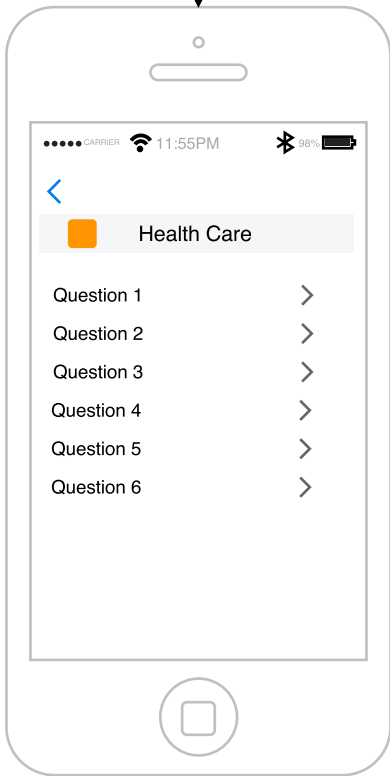 CARRIER 11:55PM 98%
Health Care
Question 1
Question 2
Question 3
Question 4
Question 5
Question 6